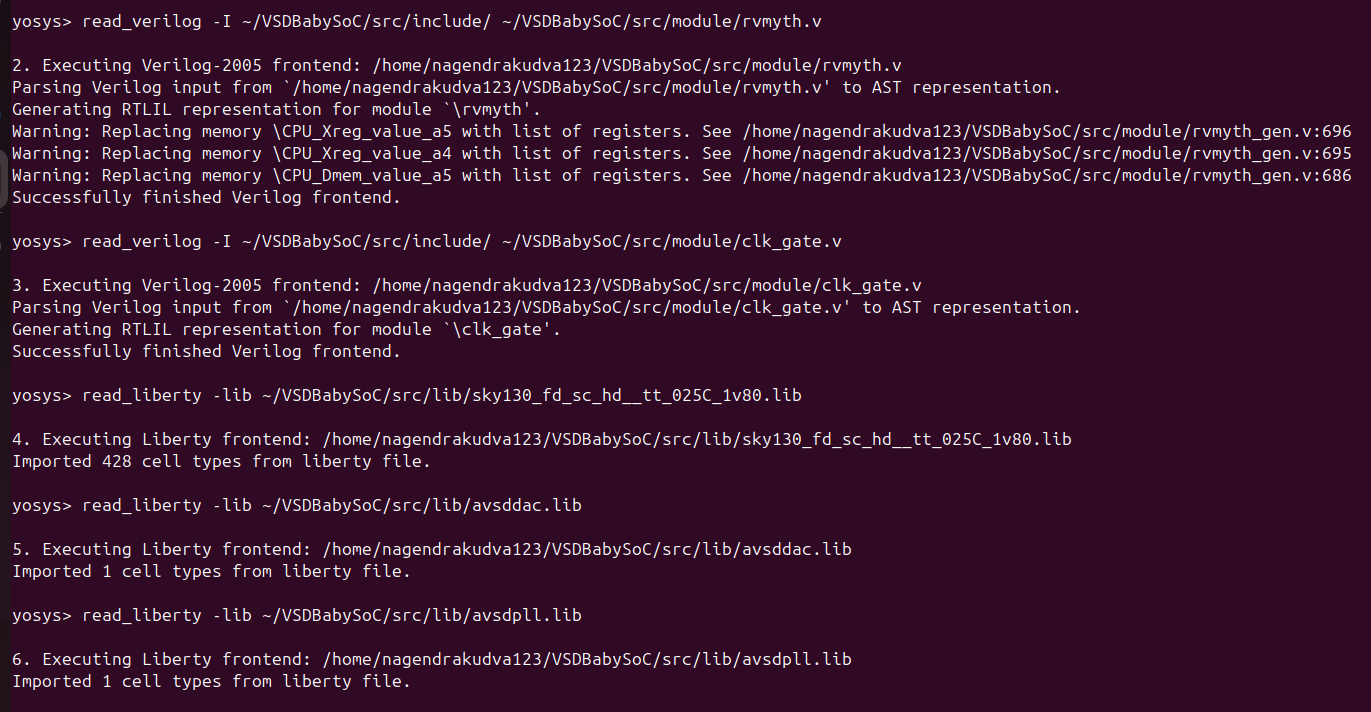 yosys> read_verilog -I ~/VSDBabySoC/src/include/ ~/VSDBabySoC/src/module/rvmyth.v
2. Executing Verilog-2005 frontend: /home/nagendrakudva123/VSDBabySoC/src/module/rvmyth.v
Parsing Verilog input from `/home/nagendrakudva123/VSDBabySoC/src/module/rvmyth.v' to AST representation.
Generating RTLIL representation for module `\rvmyth'.
Warning: Replacing memory \CPU_Xreg_value_a5 with list of registers. See /home/nagendrakudva123/VSDBabySoC/src/module/rvmyth_gen.v:696
Warning: Replacing memory \CPU_Xreg_value_a4 with list of registers. See /home/nagendrakudva123/VSDBabySoC/src/module/rvmyth_gen.v:695
Warning: Replacing memory \CPU_Dmem_value_a5 with list of registers. See /home/nagendrakudva123/VSDBabySoC/src/module/rvmyth_gen.v:686
Successfully finished Verilog frontend.
yosys> read_verilog -I ~/VSDBabySoC/src/include/ ~/VSDBabySoC/src/module/clk_gate.v
3. Executing Verilog-2005 frontend: /home/nagendrakudva123/VSDBabySoC/src/module/clk_gate.v
Parsing Verilog input from `/home/nagendrakudva123/VSDBabySoC/src/module/clk_gate.v' to AST representation.
Generating RTLIL representation for module `\clk_gate'.
Successfully finished Verilog frontend.
yosys> read_liberty -lib ~/VSDBabySoC/src/lib/sky130_fd_sc_hd__tt_025C_1v80.lib
4. Executing Liberty frontend: /home/nagendrakudva123/VSDBabySoC/src/lib/sky130_fd_sc_hd__tt_025C_1v80.lib
Imported 428 cell types from liberty file.
yosys> read_liberty -lib ~/VSDBabySoC/src/lib/avsddac.lib
5. Executing Liberty frontend: /home/nagendrakudva123/VSDBabySoC/src/lib/avsddac.lib
Imported 1 cell types from liberty file.
yosys> read_liberty -lib ~/VSDBabySoC/src/lib/avsdpll.lib
6. Executing Liberty frontend: /home/nagendrakudva123/VSDBabySoC/src/lib/avsdpll.lib
Imported 1 cell types from liberty file.